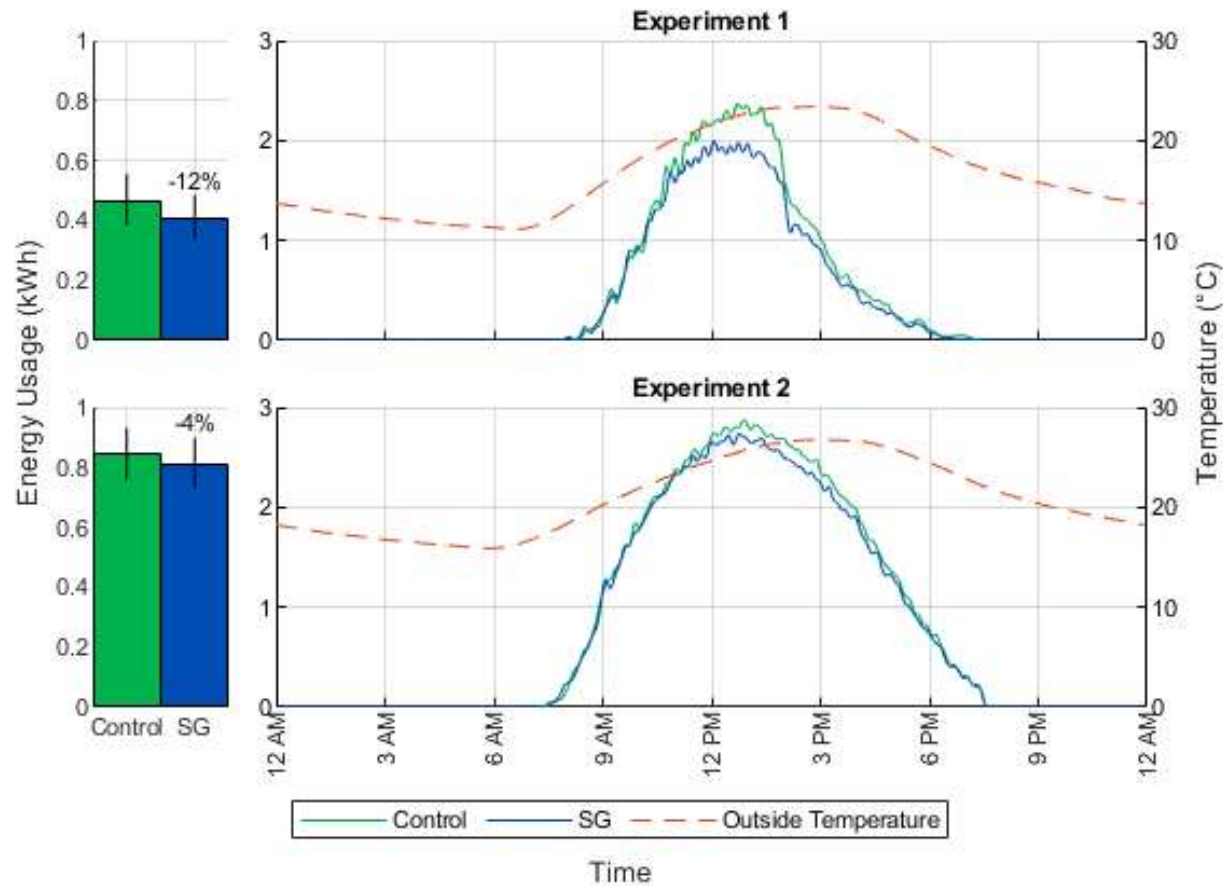 Experiment 1
1
0.8
0.6
0.4
0.2
0
-12%
3
2
1
0
30
20
10
0
Energy Usage (kWh)
Temperature (°C)
Experiment 2
1
0.8
0.6
0.4
0.2
0
-4%
3
2
1
0
30
20
10
0
Control SG
12 AM
3 AM
6 AM
9 AM
12 PM
3 PM
6 PM
9 PM
12 AM
Control SG Outside Temperature
Time